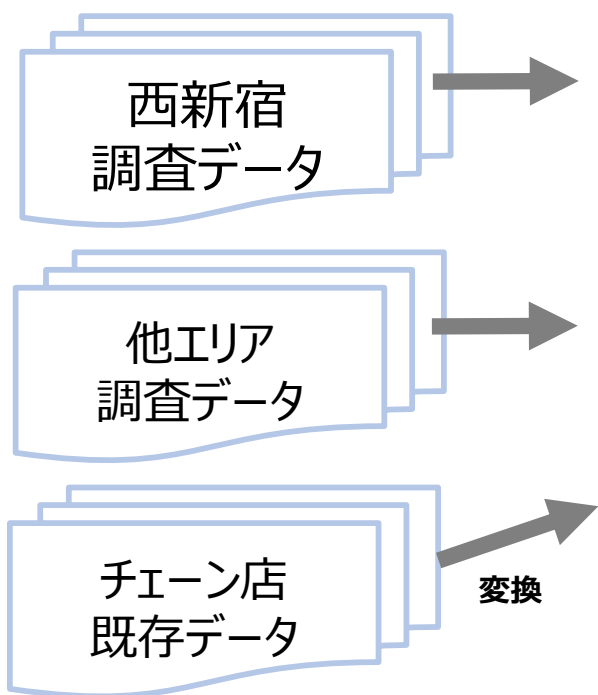 西新宿
調査データ
他エリア
調査データ
チェーン店
既存データ
変換